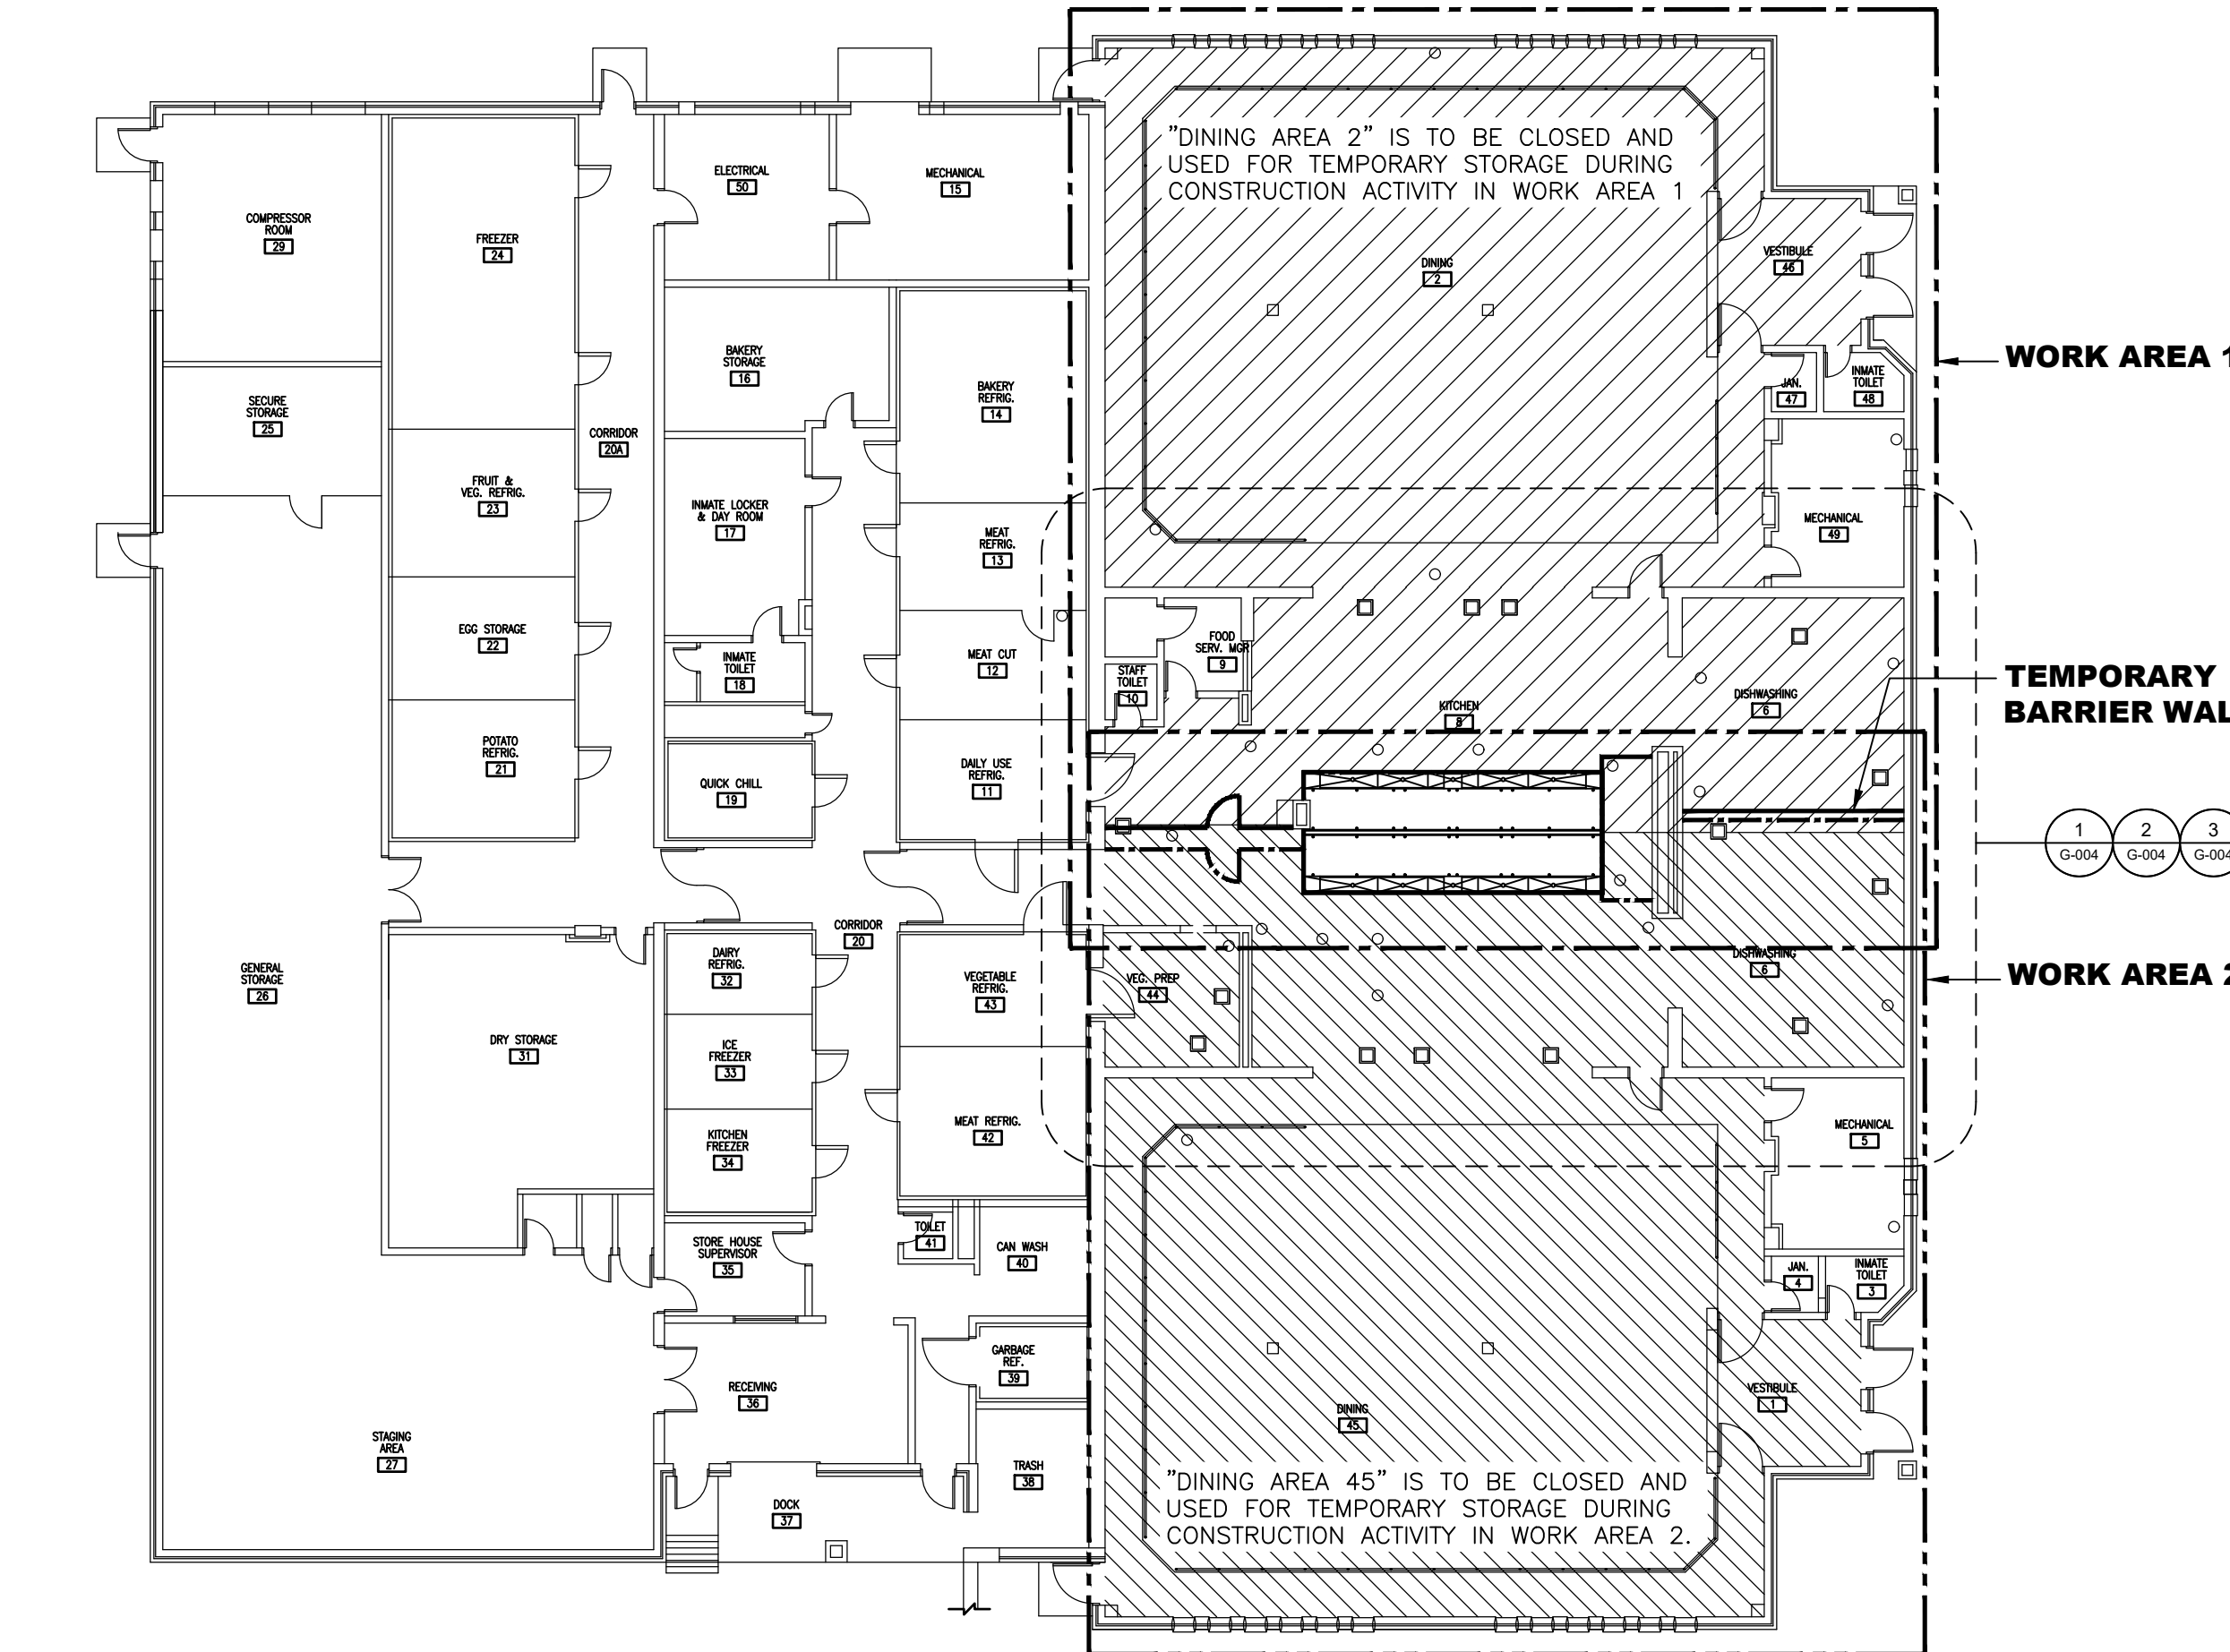 "DINING AREA 2" IS TO BE CLOSED AND
USED FOR TEMPORARY STORAGE DURING
CONSTRUCTION ACTIVITY IN WORK AREA 1
ELECTRICAL
50
MECHANICAL
15
COMPRESSOR
ROOM
29
FREEZER
24
DINING
2
VESTIBULE
46
WORK AREA 1
BAKERY
STORAGE
16
BAKERY
REFRIG.
14
JAN.
47
INMATE
TOILET
48
SECURE
STORAGE
25
CORRIDOR
20A
FRUIT &
VEG. REFRIG.
23
INMATE LOCKER
& DAY ROOM
17
MEAT
REFRIG.
13
MECHANICAL
49
EGG STORAGE
22
INMATE
TOILET
18
MEAT CUT
12
FOOD
SERV. MGR
9
STAFF
TOILET
10
KITCHEN
8
DISHWASHING
6
TEMPORARY
BARRIER WAL
POTATO
REFRIG.
21
QUICK CHILL
19
DAILY USE
REFRIG.
11
1
G-004
2
G-004
3
G-004
CORRIDOR
20
GENERAL
STORAGE
26
DAIRY
REFRIG.
32
VEGETABLE
REFRIG.
43
VEG. PREP
44
DISHWASHING
6
WORK AREA 2
DRY STORAGE
31
ICE
FREEZER
33
KITCHEN
FREEZER
34
MEAT REFRIG.
42
MECHANICAL
5
STORE HOUSE
SUPERVISOR
35
TOILET
41
CAN WASH
40
JAN.
4
INMATE
TOILET
3
RECEIVING
36
GARBAGE
REF.
39
DINING
45
VESTIBULE
1
STAGING
AREA
27
DOCK
37
TRASH
38
"DINING AREA 45" IS TO BE CLOSED AND
USED FOR TEMPORARY STORAGE DURING
CONSTRUCTION ACTIVITY IN WORK AREA 2.